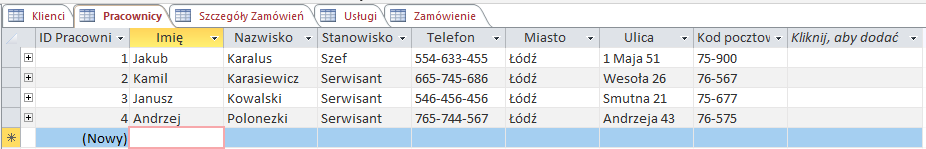 Klienci Pracownicy Szczegóły Zamówień Usługi Zamówienie
ID Pracowni Imię Nazwisko Stanowisko Telefon Miasto Ulica Kod pocztow Kliknij, aby dodać
1 Jakub Karalus Szef 554-633-455 Łódź 1 Maja 51 75-900
2 Kamil Karasiewicz Serwisant 665-745-686 Łódź Wesoła 26 76-567
3 Janusz Kowalski Serwisant 546-456-456 Łódź Smutna 21 75-677
4 Andrzej Polonezki Serwisant 765-744-567 Łódź Andrzeja 43 76-575
(Nowy)